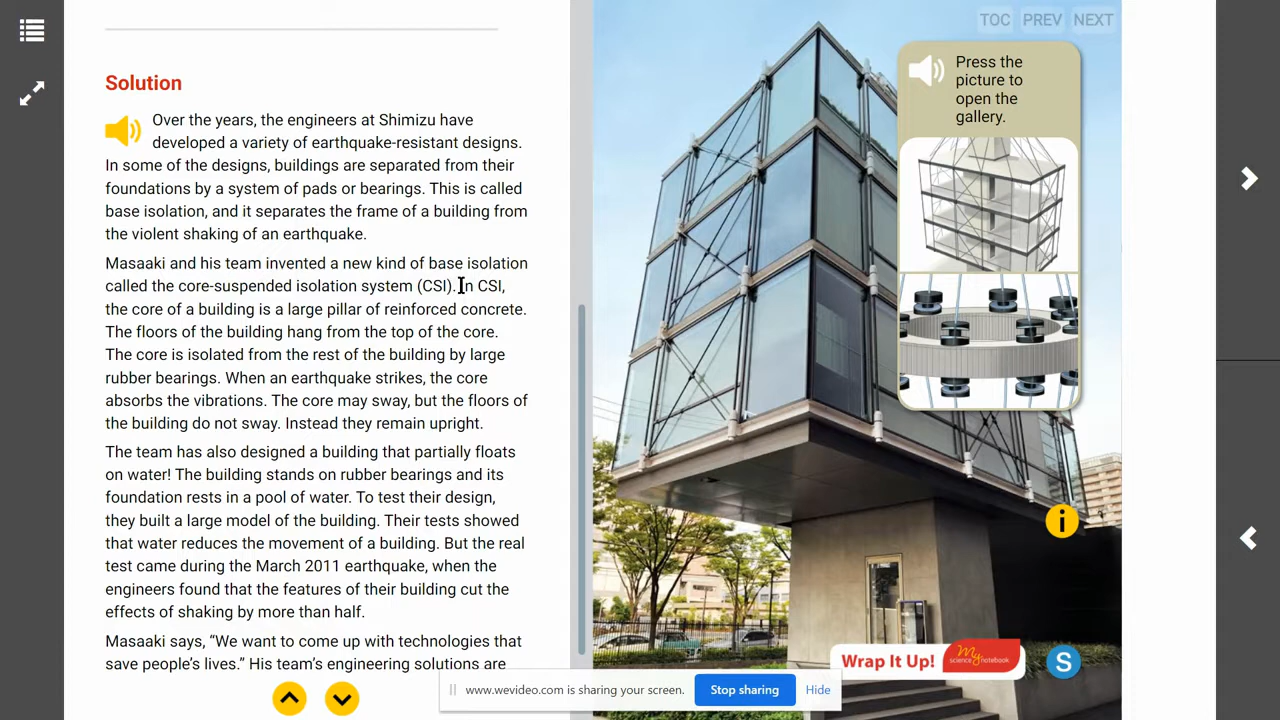 TOC PREV NEXT
Solution
Over the years, the engineers at Shimizu have
developed a variety of earthquake-resistant designs.
In some of the designs, buildings are separated from their
foundations by a system of pads or bearings. This is called
base isolation, and it separates the frame of a building from
the violent shaking of an earthquake.
Masaaki and his team invented a new kind of base isolation
called the core-suspended isolation system (CSI). In CSI,
the core of a building is a large pillar of reinforced concrete.
The floors of the building hang from the top of the core.
The core is isolated from the rest of the building by large
rubber bearings. When an earthquake strikes, the core
absorbs the vibrations. The core may sway, but the floors of
the building do not sway. Instead they remain upright.
The team has also designed a building that partially floats
on water! The building stands on rubber bearings and its
foundation rests in a pool of water. To test their design,
they built a large model of the building. Their tests showed
that water reduces the movement of a building. But the real
test came during the March 2011 earthquake, when the
engineers found that the features of their building cut the
effects of shaking by more than half.
Masaaki says, “We want to come up with technologies that
save people’s lives.” His team’s engineering solutions are
Press the
picture to
open the
gallery.
i
Wrap It Up!
My
science notebook
S
www.wevideo.com is sharing your screen.
Stop sharing
Hide